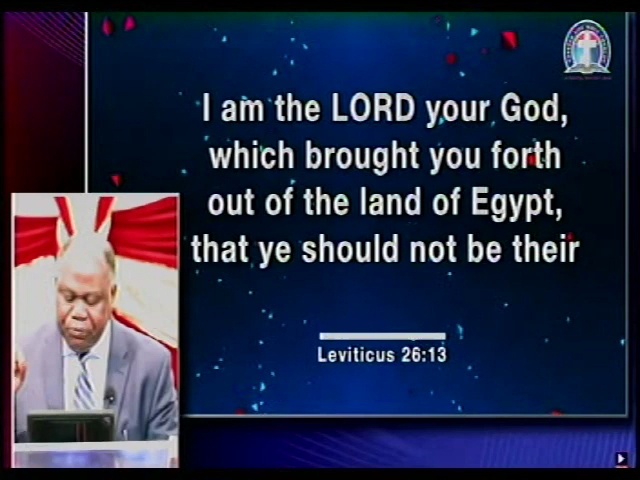 I am the LORD your God,
which brought you forth
out of the land of Egypt,
that ye should not be their
Leviticus 26:13